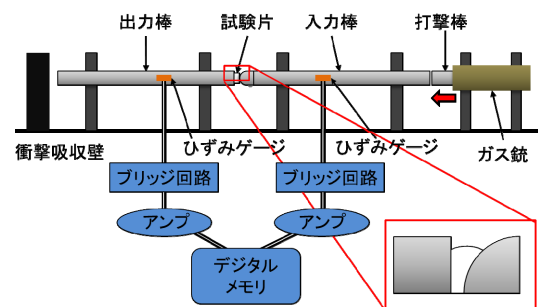 出力棒
試験片
入力棒
打撃棒
衝撃吸収壁
ひずみゲージ
ひずみゲージ
ガス銃
ブリッジ回路
ブリッジ回路
アンプ
アンプ
デジタル
メモリ